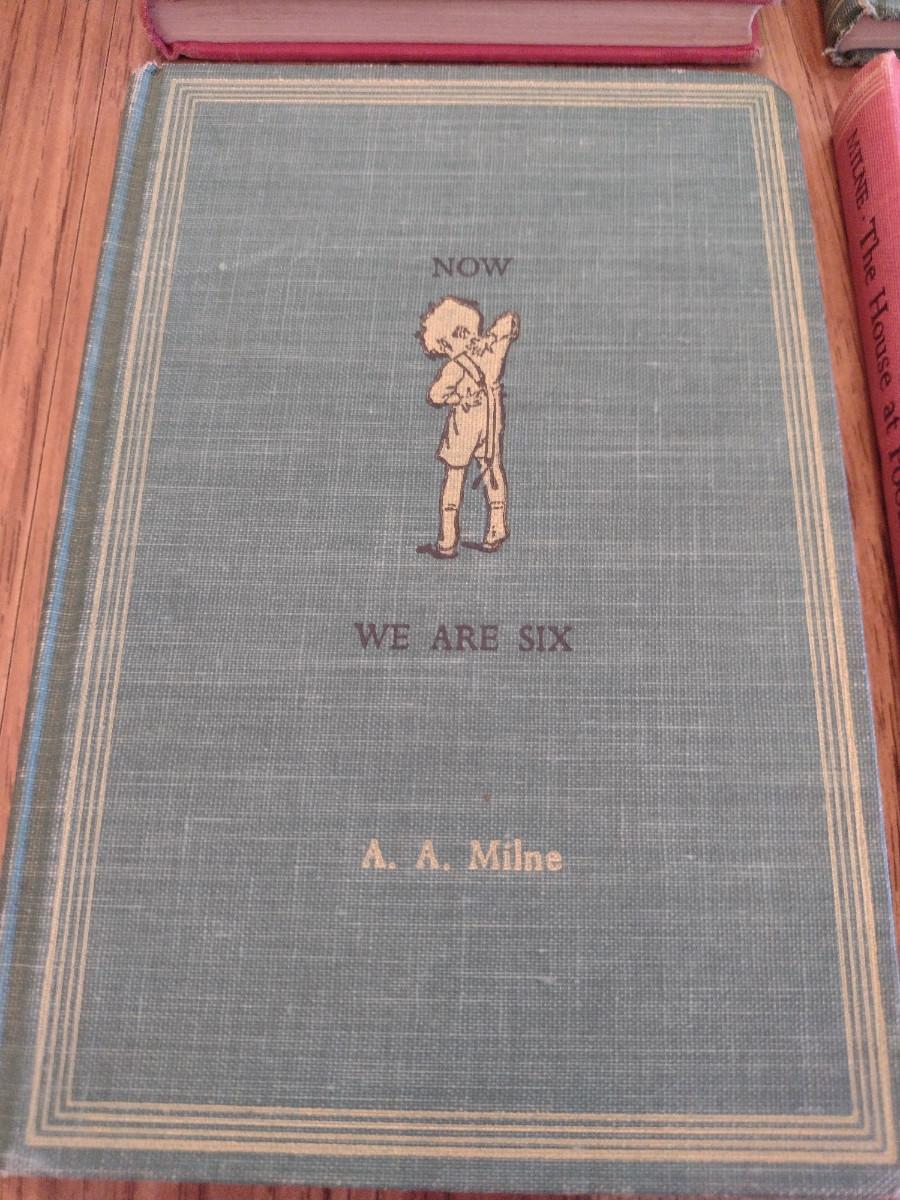 NOW
WE ARE SIX
A. A. Milne
MILNE · The House at